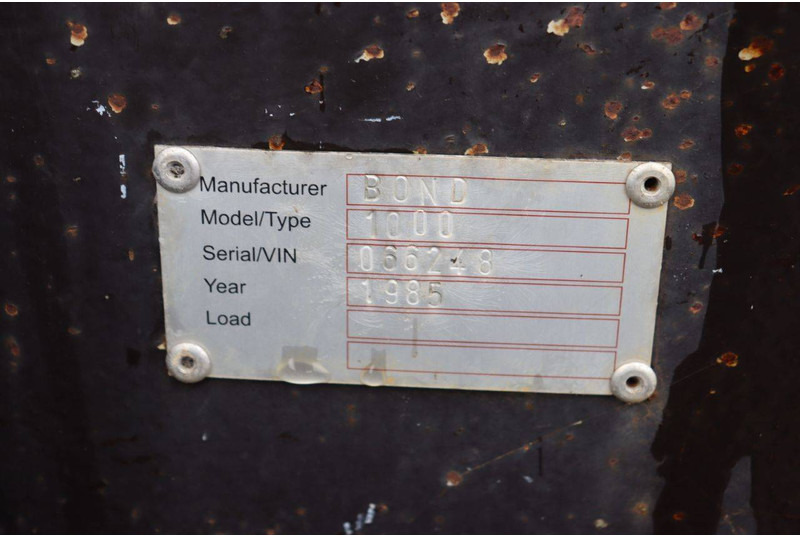 Manufacturer BOND
Model/Type 1000
Serial/VIN 066248
Year 1985
Load